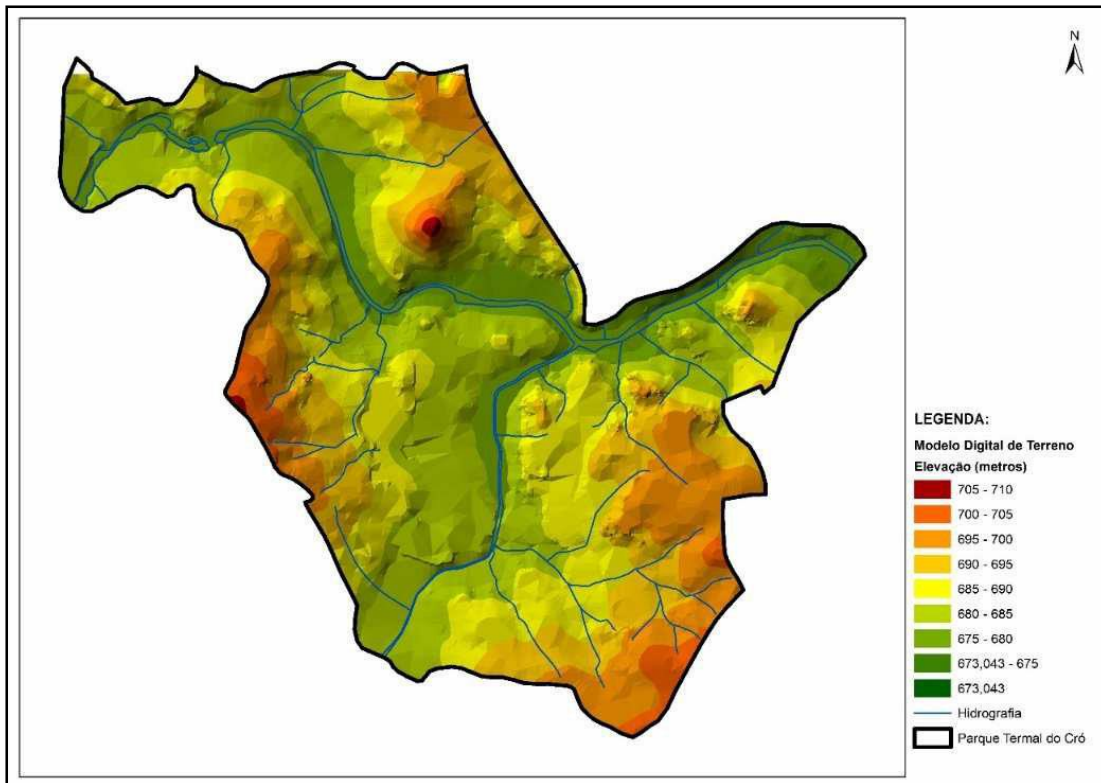 N
LEGENDA:
Modelo Digital de Terreno
Elevação (metros)
705 - 710
700 - 705
695 - 700
690 - 695
685 - 690
680 - 685
675 - 680
673,043 - 675
673,043
Hidrografia
Parque Termal do Cró